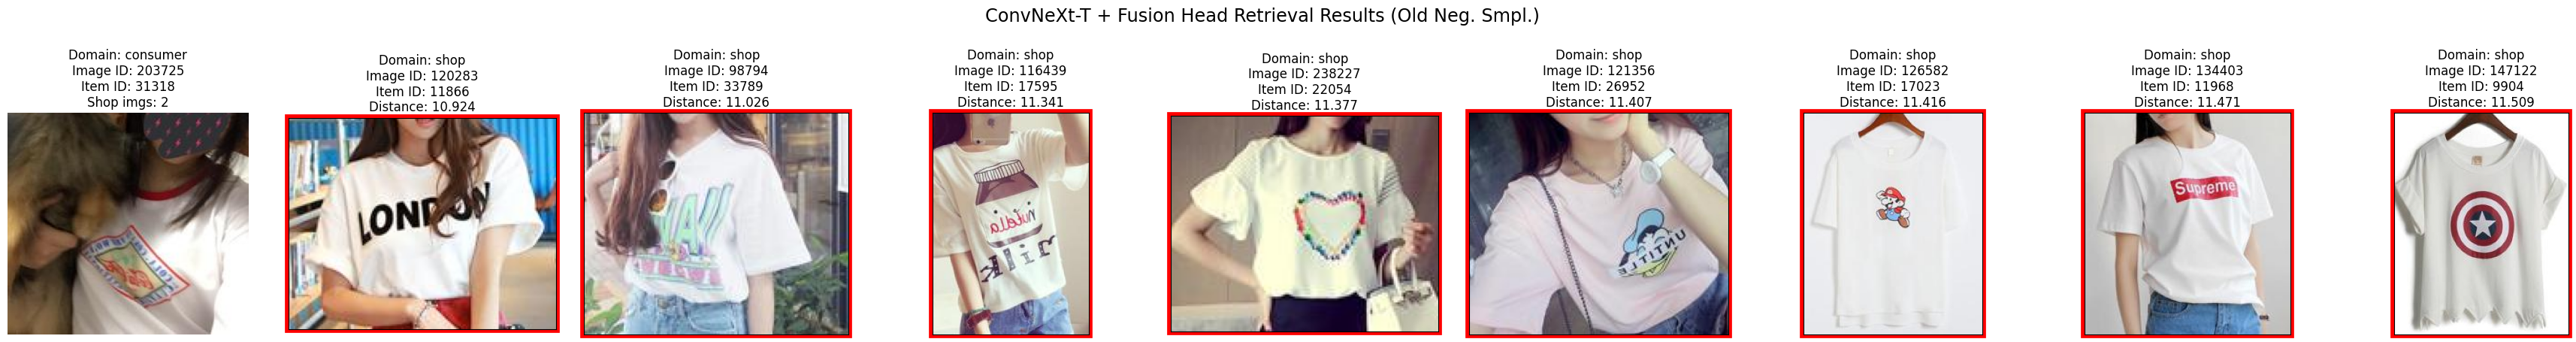 ConvNeXt-T + Fusion Head Retrieval Results (Old Neg. Smpl.)
Domain: consumer
Image ID: 203725
Item ID: 31318
Shop imgs: 2
Domain: shop
Image ID: 120283
Item ID: 11866
Distance: 10.924
Domain: shop
Image ID: 98794
Item ID: 33789
Distance: 11.026
Domain: shop
Image ID: 116439
Item ID: 17595
Distance: 11.341
Domain: shop
Image ID: 238227
Item ID: 22054
Distance: 11.377
Domain: shop
Image ID: 121356
Item ID: 26952
Distance: 11.407
Domain: shop
Image ID: 126582
Item ID: 17023
Distance: 11.416
Domain: shop
Image ID: 134403
Item ID: 11968
Distance: 11.471
Domain: shop
Image ID: 147122
Item ID: 9904
Distance: 11.509
LONDON
nutella
milk
UNTITLE
Supreme